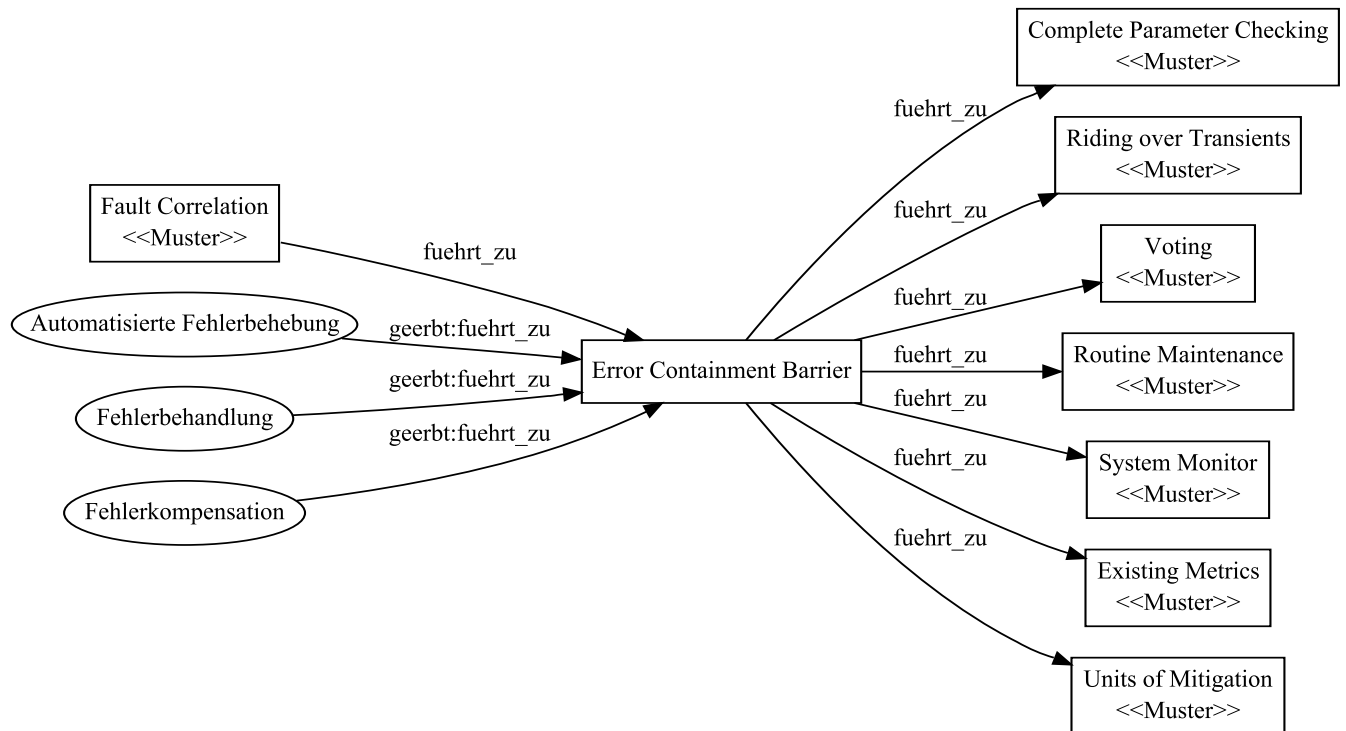 Complete Parameter Checking
<<Muster>>
fuehrt_zu
Riding over Transients
<<Muster>>
Fault Correlation
<<Muster>>
fuehrt_zu
fuehrt_zu
Voting
<<Muster>>
fuehrt_zu
Automatisierte Fehlerbehebung
geerbt:fuehrt_zu
Error Containment Barrier
fuehrt_zu
Routine Maintenance
<<Muster>>
geerbt:fuehrt_zu
Fehlerbehandlung
fuehrt_zu
geerbt:fuehrt_zu
System Monitor
<<Muster>>
fuehrt_zu
Fehlerkompensation
fuehrt_zu
Existing Metrics
<<Muster>>
Units of Mitigation
<<Muster>>